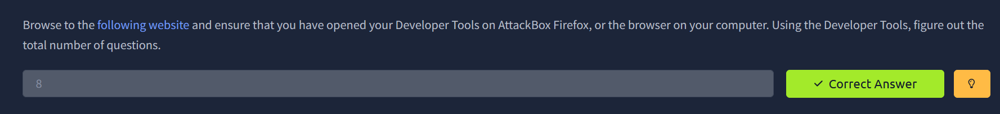 Browse to the following website and ensure that you have opened your Developer Tools on AttackBox Firefox, or the browser on your computer. Using the Developer Tools, figure out the
total number of questions.
8
Correct Answer